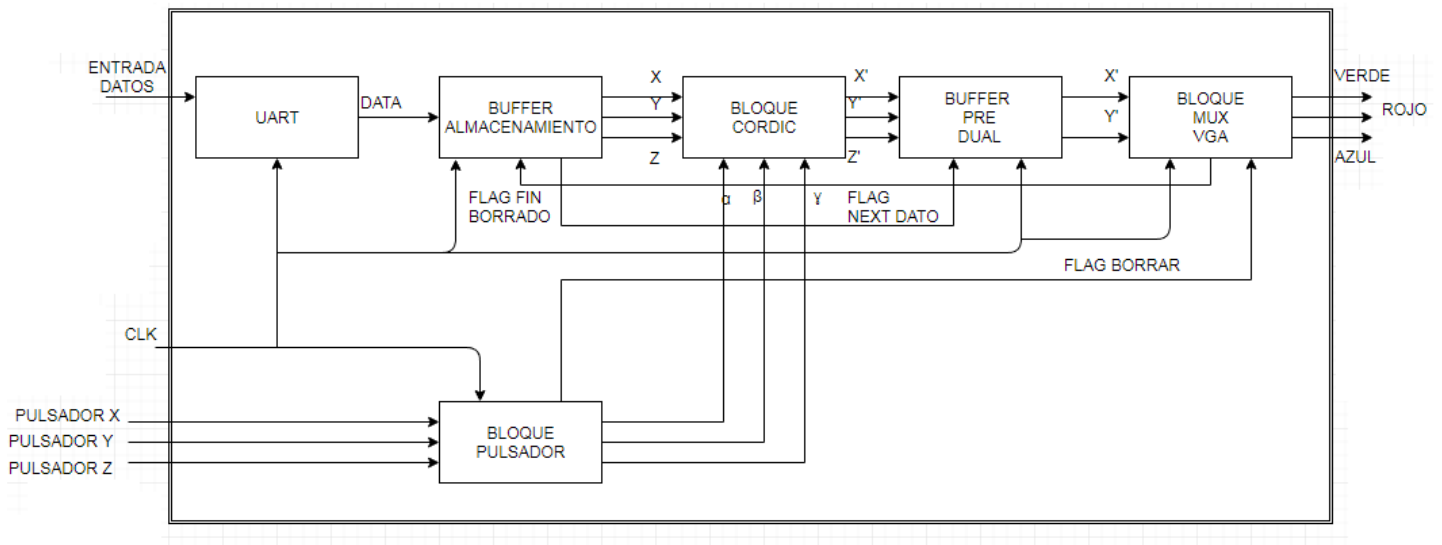 ENTRADA
DATOS
UART
DATA
BUFFER
ALMACENAMIENTO
X
Y
Z
BLOQUE
CORDIC
X'
Y'
Z'
BUFFER
PRE
DUAL
X'
Y'
BLOQUE
MUX
VGA
VERDE
ROJO
AZUL
FLAG FIN
BORRADO
α
β
γ
FLAG
NEXT DATO
FLAG BORRAR
CLK
PULSADOR X
PULSADOR Y
PULSADOR Z
BLOQUE
PULSADOR